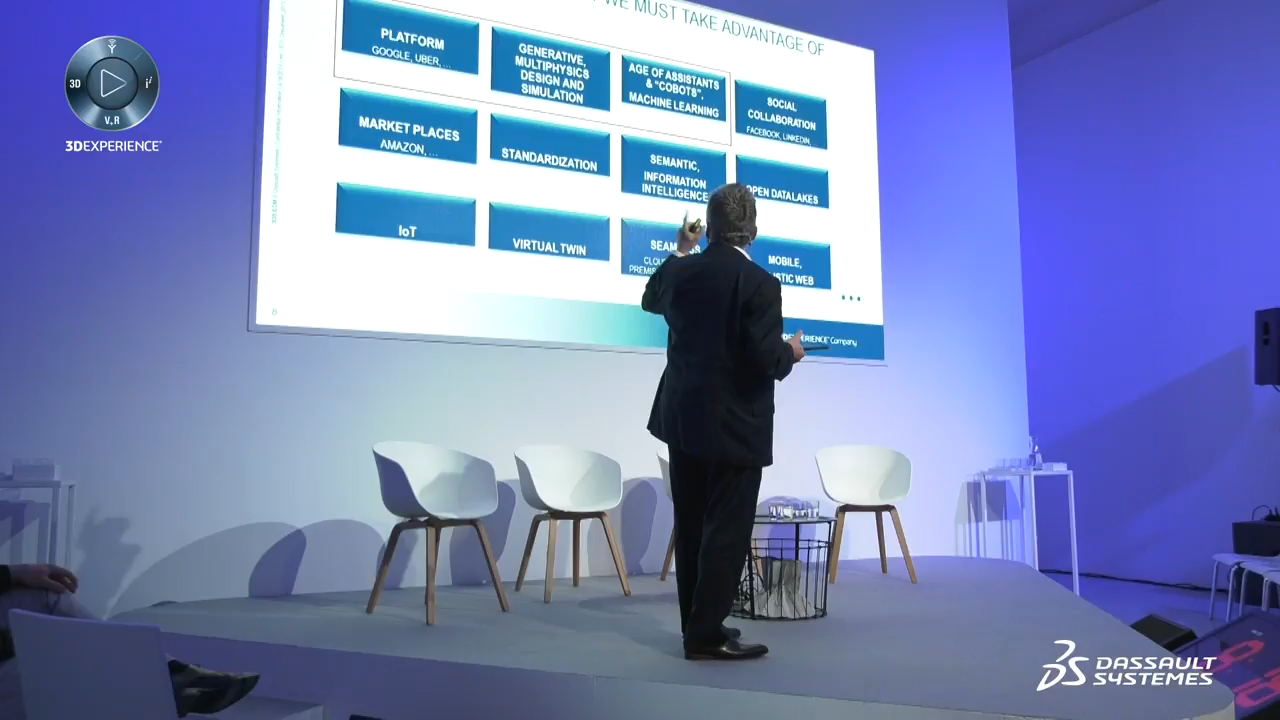 WE MUST TAKE ADVANTAGE OF
PLATFORM
GOOGLE, UBER, ...
GENERATIVE,
MULTIPHYSICS
DESIGN AND
SIMULATION
AGE OF ASSISTANTS
& "COBOTS",
MACHINE LEARNING
SOCIAL
COLLABORATION
FACEBOOK, LINKEDIN
MARKET PLACES
AMAZON, ...
STANDARDIZATION
SEMANTIC,
INFORMATION
INTELLIGENCE
OPEN DATALAKES
IoT
VIRTUAL TWIN
MOBILE,
WEB
...
8
EXPERIENCE Company
3D
i
V.R
3DEXPERIENCE
DASSAULT
SYSTEMES